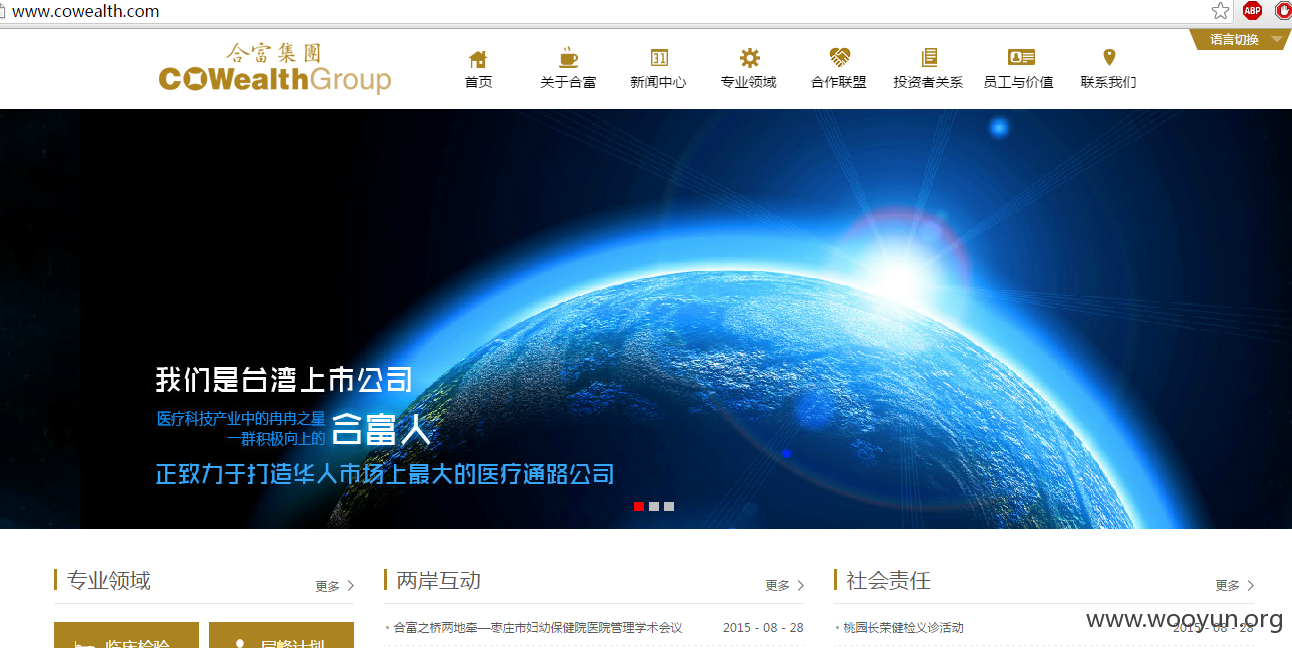 www.cowealth.com
ABP
语言切换
合富集團
COWealthGroup
31
首页 关于合富 新闻中心 专业领域 合作联盟 投资者关系 员工与价值 联系我们
我们是台湾上市公司
医疗科技产业中的冉冉之星
一群积极向上的 合富人
正致力于打造华人市场上最大的医疗通路公司
专业领域 更多
两岸互动 更多
社会责任 更多
合富之桥两地牵—枣庄市妇幼保健院医院管理学术会议 2015 - 08 - 28
桃园长荣健检义诊活动 2015 - 08 - 28
www.wooyun.org
临床检验